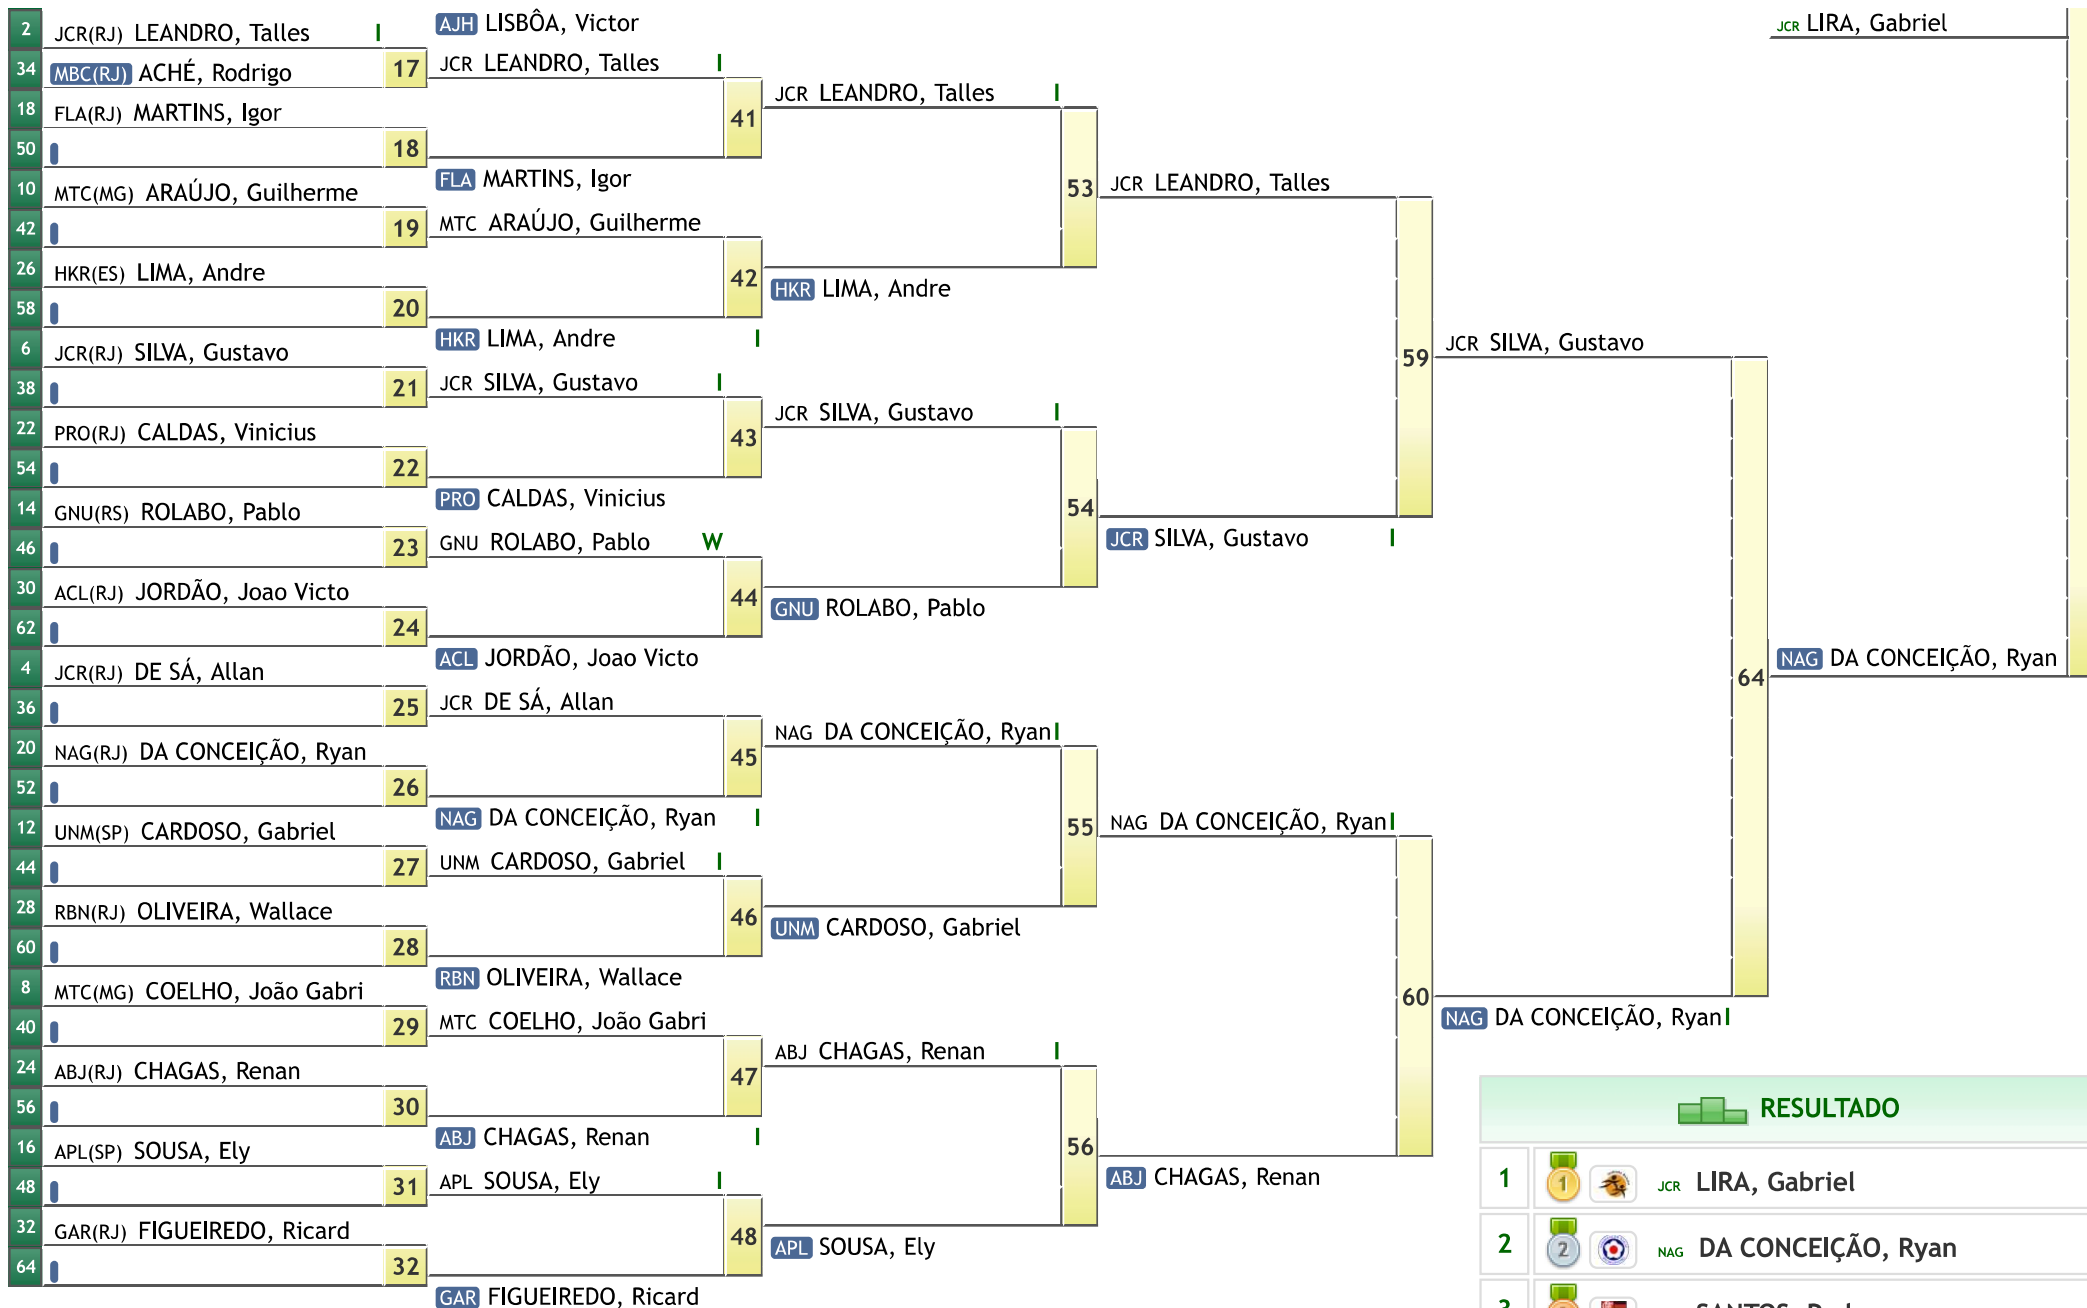 2 JCR(RJ) LEANDRO, Talles I
34 MBC(RJ) ACHÉ, Rodrigo 17
18 FLA(RJ) MARTINS, Igor
50 18
10 MTC(MG) ARAÚJO, Guilherme
42 19
26 HKR(ES) LIMA, Andre
58 20
6 JCR(RJ) SILVA, Gustavo
38 21
22 PRO(RJ) CALDAS, Vinicius
54 22
14 GNU(RS) ROLABO, Pablo
46 23
30 ACL(RJ) JORDÃO, Joao Victo
62 24
4 JCR(RJ) DE SÁ, Allan
36 25
20 NAG(RJ) DA CONCEIÇÃO, Ryan
52 26
12 UNM(SP) CARDOSO, Gabriel
44 27
28 RBN(RJ) OLIVEIRA, Wallace
60 28
8 MTC(MG) COELHO, João Gabri
40 29
24 ABJ(RJ) CHAGAS, Renan
56 30
16 APL(SP) SOUSA, Ely
48 31
32 GAR(RJ) FIGUEIREDO, Ricard
64 32
AJH LISBÔA, Victor
JCR LEANDRO, Talles I
41
FLA MARTINS, Igor
MTC ARAÚJO, Guilherme
42
HKR LIMA, Andre I
JCR SILVA, Gustavo I
43
PRO CALDAS, Vinicius
GNU ROLABO, Pablo W
44
ACL JORDÃO, Joao Victo
JCR DE SÁ, Allan
45
NAG DA CONCEIÇÃO, Ryan I
UNM CARDOSO, Gabriel I
46
RBN OLIVEIRA, Wallace
MTC COELHO, João Gabri
47
ABJ CHAGAS, Renan I
APL SOUSA, Ely I
48
GAR FIGUEIREDO, Ricard
JCR LEANDRO, Talles I
53
HKR LIMA, Andre
JCR SILVA, Gustavo I
54
GNU ROLABO, Pablo
NAG DA CONCEIÇÃO, Ryan I
55
UNM CARDOSO, Gabriel
ABJ CHAGAS, Renan I
56
APL SOUSA, Ely
JCR LEANDRO, Talles
59
JCR SILVA, Gustavo I
NAG DA CONCEIÇÃO, Ryan I
60
ABJ CHAGAS, Renan
JCR SILVA, Gustavo
64
NAG DA CONCEIÇÃO, Ryan I
JCR LIRA, Gabriel
NAG DA CONCEIÇÃO, Ryan
RESULTADO
1 1 JCR LIRA, Gabriel
2 2 NAG DA CONCEIÇÃO, Ryan
3